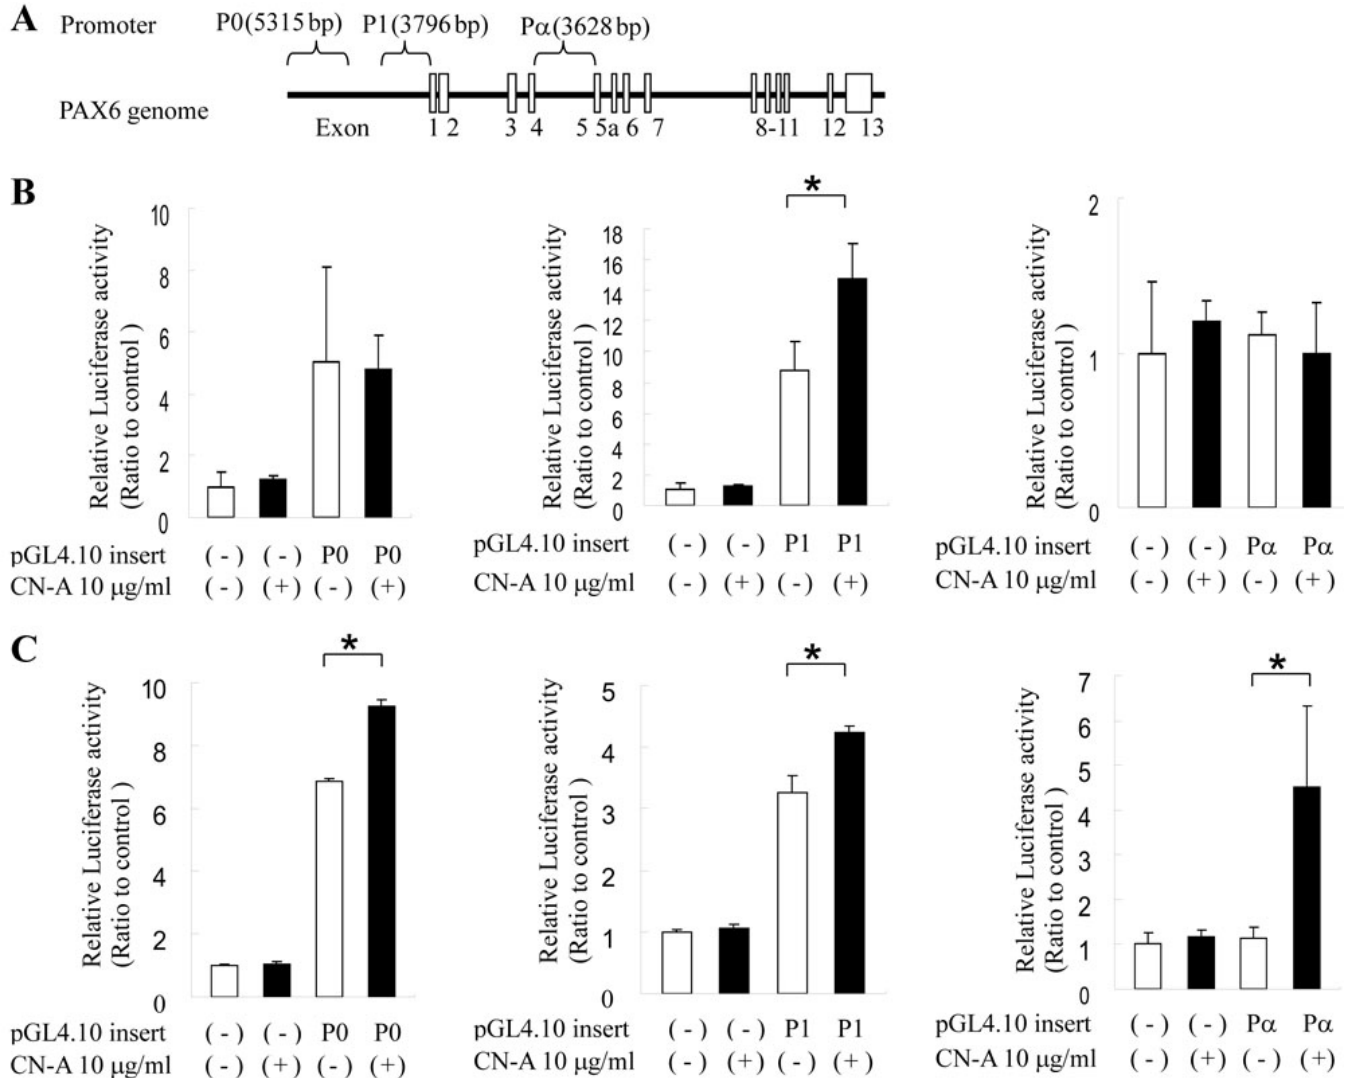 A
Promoter P0(5315 bp) P1(3796 bp) Pα(3628 bp)
PAX6 genome
Exon 1 2 3 4 5 5a 6 7 8-11 12 13
B
Relative Luciferase activity
(Ratio to control )
10
8
6
4
2
0
pGL4.10 insert (-) (-) P0 P0
CN-A 10 μg/ml (-) (+) (-) (+)
*
Relative Luciferase activity
(Ratio to control )
18
16
14
12
10
8
6
4
2
0
pGL4.10 insert (-) (-) P1 P1
CN-A 10 μg/ml (-) (+) (-) (+)
Relative Luciferase activity
(Ratio to control )
2
1
0
pGL4.10 insert (-) (-) Pα Pα
CN-A 10 μg/ml (-) (+) (-) (+)
C
*
Relative Luciferase activity
(Ratio to control )
10
8
6
4
2
0
pGL4.10 insert (-) (-) P0 P0
CN-A 10 μg/ml (-) (+) (-) (+)
*
Relative Luciferase activity
(Ratio to control )
5
4
3
2
1
0
pGL4.10 insert (-) (-) P1 P1
CN-A 10 μg/ml (-) (+) (-) (+)
*
Relative Luciferase activity
(Ratio to control )
7
6
5
4
3
2
1
0
pGL4.10 insert (-) (-) Pα Pα
CN-A 10 μg/ml (-) (+) (-) (+)